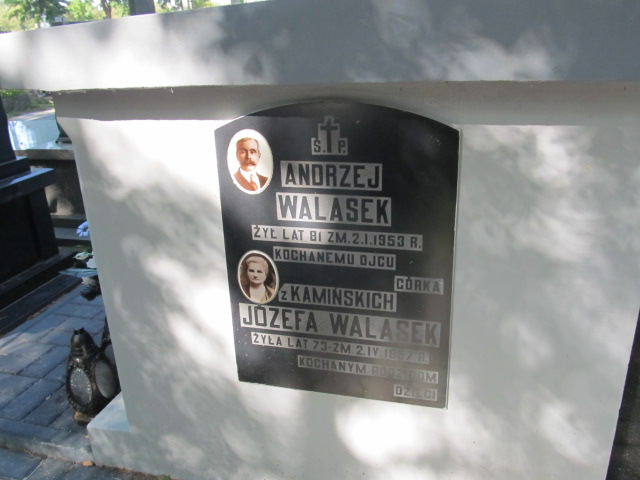 Ś. P.
ANDRZEJ
WALASEK
ŻYŁ LAT 81 ZM. 2.I.1953 R.
KOCHANEMU OJCU
CÓRKA
z KAMIŃSKICH
JÓZEFA WALASEK
ŻYŁA LAT 73-ZM. 2.IV.1957 R.
KOCHANYM RODZICOM
DZIECI